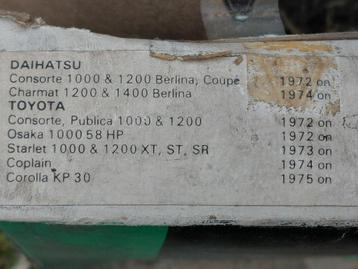 DAIHATSU
Consorte 1000 & 1200 Berlina, Coupe 1972 on
Charmat 1200 & 1400 Berlina 1974 on
TOYOTA
Consorte, Publica 1000 & 1200 1972 on
Osaka 1000 58 HP 1972 on
Starlet 1000 & 1200 XT, ST, SR 1973 on
Coplain 1974 on
Corolla KP 30 1975 on